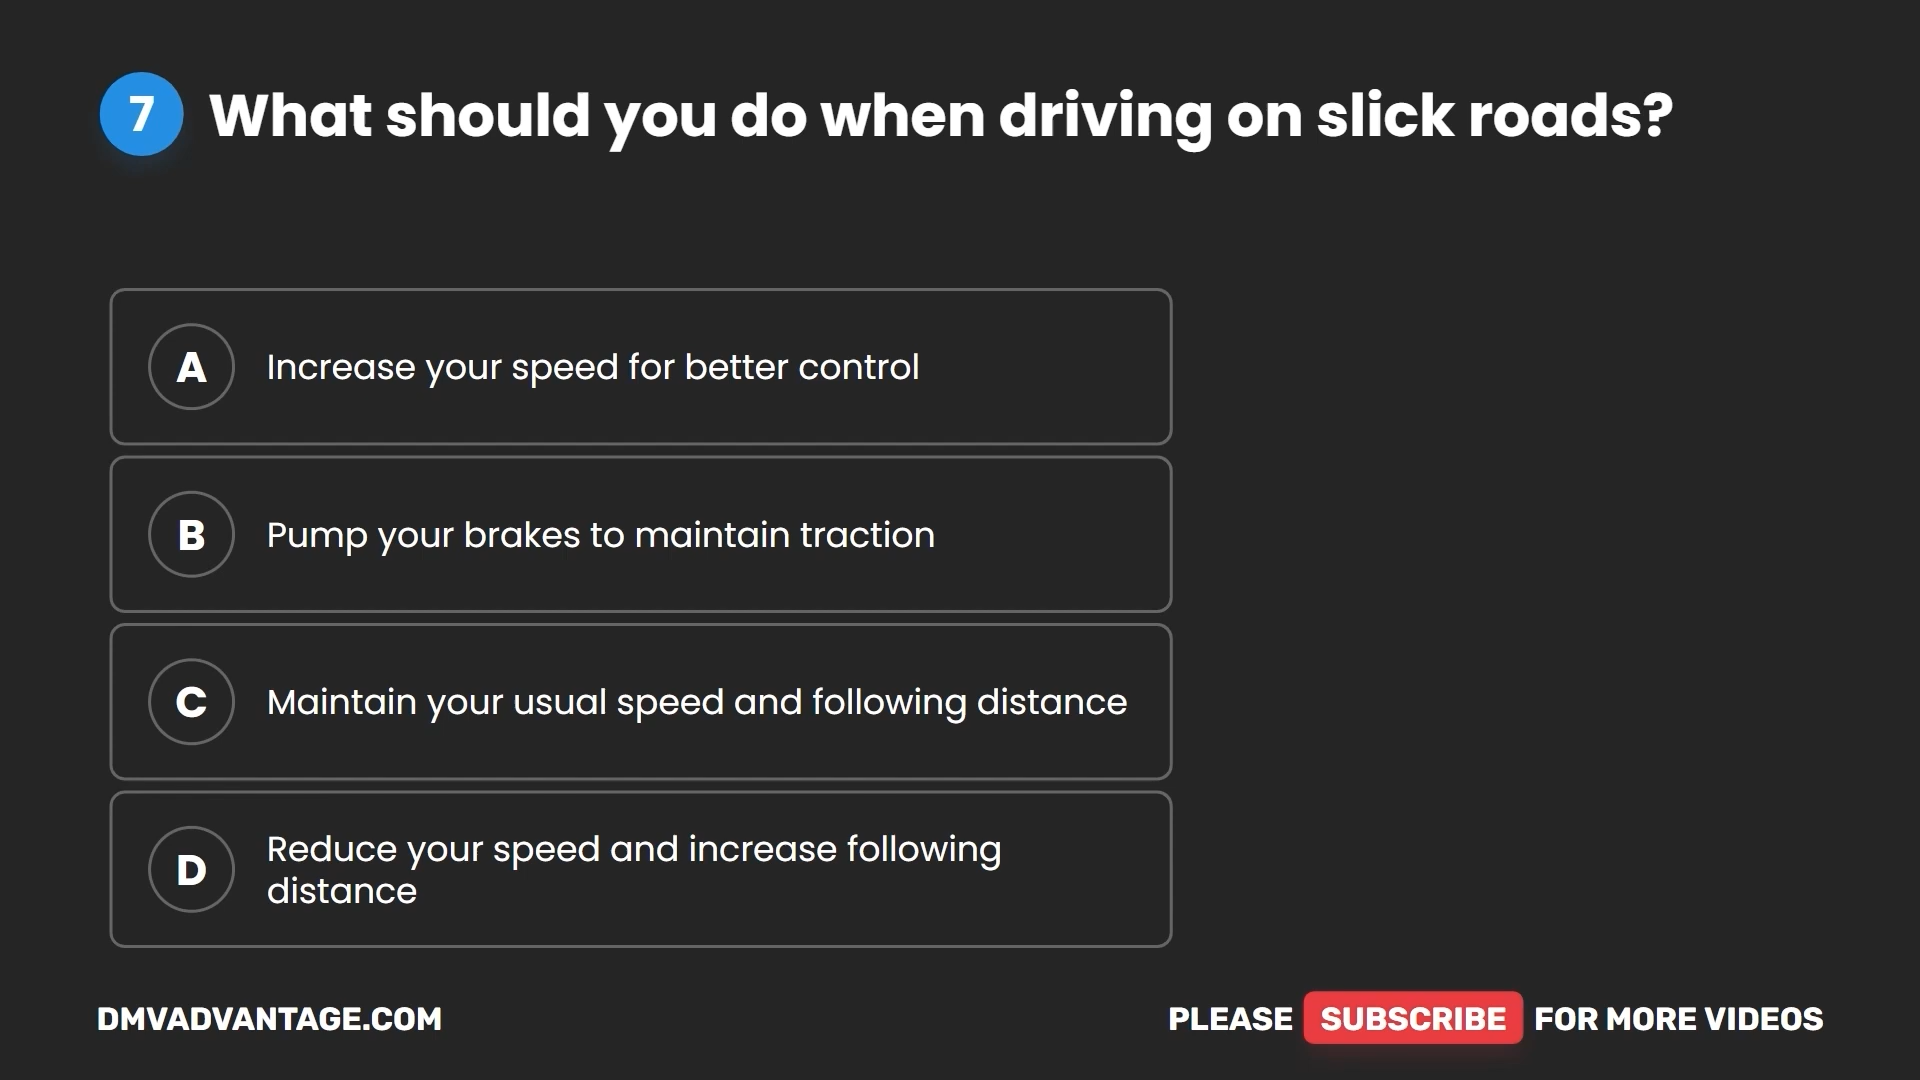 7 What should you do when driving on slick roads?
A Increase your speed for better control
B Pump your brakes to maintain traction
C Maintain your usual speed and following distance
D Reduce your speed and increase following
distance
DMVADVANTAGE.COM
PLEASE SUBSCRIBE FOR MORE VIDEOS